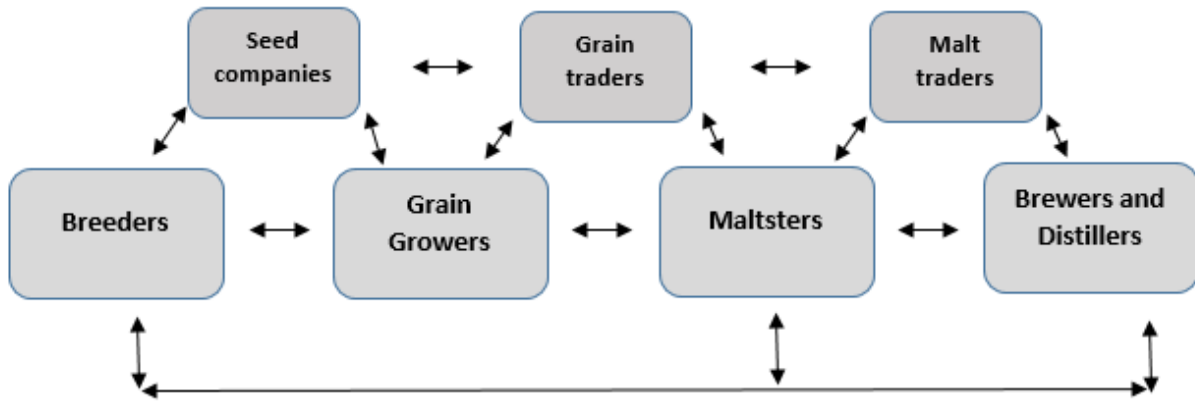 Seed
companies
Grain
traders
Malt
traders
Breeders
Grain
Growers
Maltsters
Brewers and
Distillers